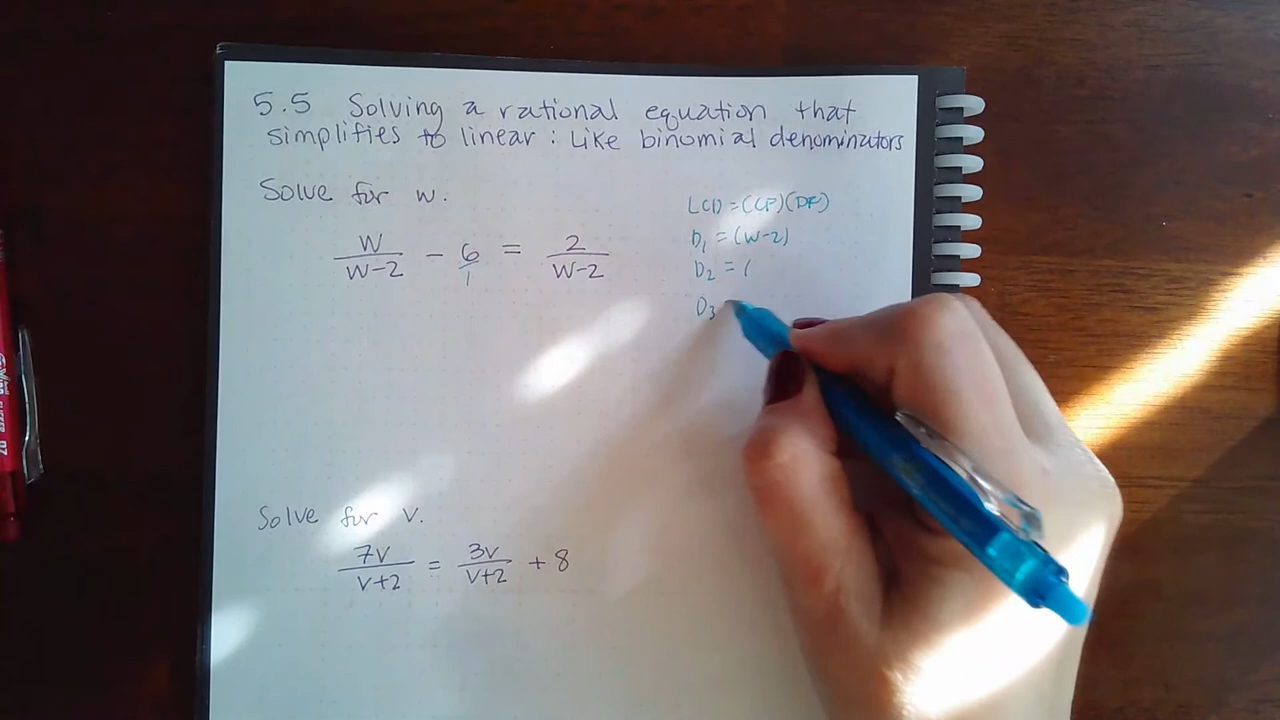 5.5 Solving a rational equation that
simplifies to linear: Like binomial denominators
Solve for w.
w/w-2 - 6/1 = 2/w-2
LCD = (CF)(DF)
D₁ = (w-2)
D₂ = 1
D₃
Solve for v.
7v/v+2 = 3v/v+2 + 8